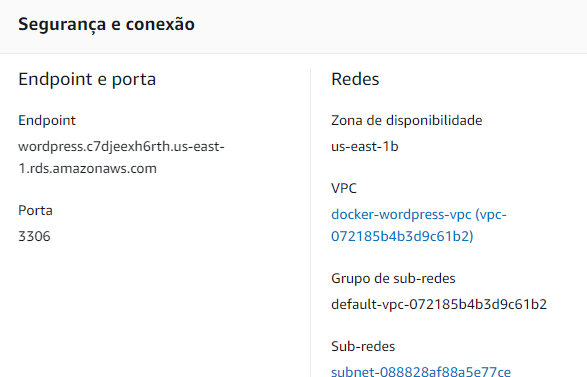 Segurança e conexão
Endpoint e porta
Endpoint
wordpress.c7djeexh6rth.us-east-
1.rds.amazonaws.com
Porta
3306
Redes
Zona de disponibilidade
us-east-1b
VPC
docker-wordpress-vpc (vpc-
072185b4b3d9c61b2)
Grupo de sub-redes
default-vpc-072185b4b3d9c61b2
Sub-redes
subnet-088828af88a5e77ce